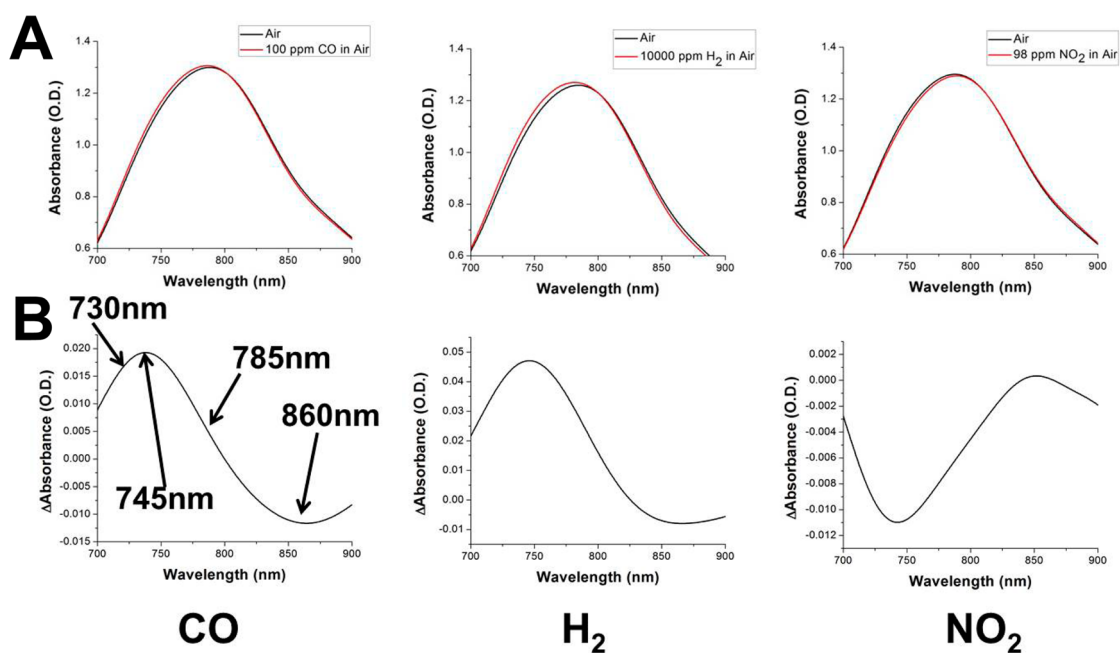 A
Air
100 ppm CO in Air
1.4
1.2
1.0
0.8
0.6
700 750 800 850 900
Absorbance (O.D.)
Wavelength (nm)
Air
10000 ppm H₂ in Air
1.4
1.2
1.0
0.8
0.6
700 750 800 850 900
Absorbance (O.D.)
Wavelength (nm)
Air
98 ppm NO₂ in Air
1.4
1.2
1.0
0.8
0.6
700 750 800 850 900
Absorbance (O.D)
Wavelength (nm)
B
730nm
785nm
860nm
745nm
0.020
0.015
0.010
0.005
0.000
-0.005
-0.010
-0.015
700 750 800 850 900
ΔAbsorbance (O.D.)
Wavelength (nm)
0.05
0.04
0.03
0.02
0.01
0.00
-0.01
700 750 800 850 900
ΔAbsorbance (O.D.)
Wavelength (nm)
0.002
0.000
-0.002
-0.004
-0.006
-0.008
-0.010
-0.012
700 750 800 850 900
ΔAbsorbance (O.D.)
Wavelength (nm)
CO
H₂
NO₂